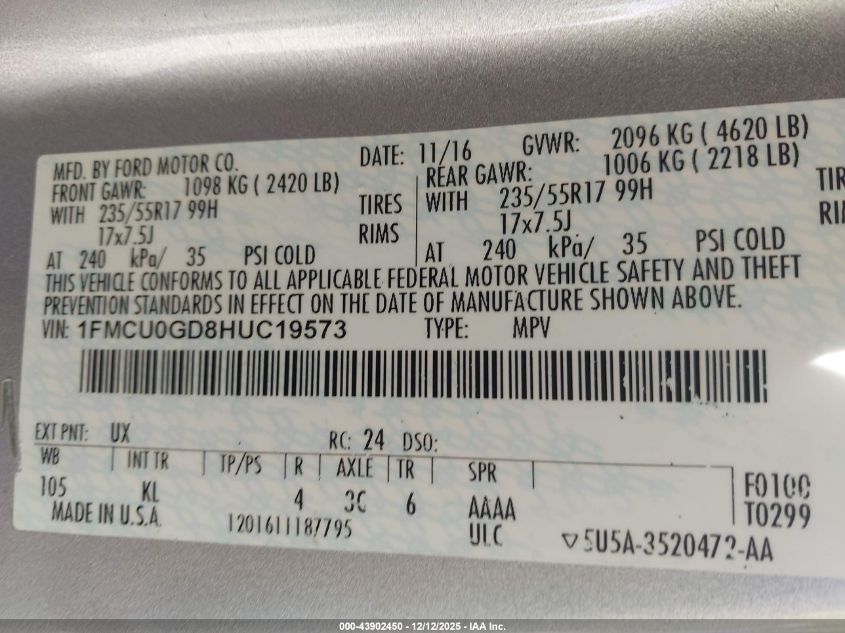 MFD. BY FORD MOTOR CO. DATE: 11/16 GVWR: 2096 KG ( 4620 LB)
FRONT GAWR: 1098 KG ( 2420 LB) REAR GAWR: 1006 KG ( 2218 LB)
WITH 235/55R17 99H TIRES WITH 235/55R17 99H TIR
17x7.5J RIMS 17x7.5J RI
AT 240 kPa/ 35 PSI COLD AT 240 kPa/ 35 PSI COLD
THIS VEHICLE CONFORMS TO ALL APPLICABLE FEDERAL MOTOR VEHICLE SAFETY AND THEFT
PREVENTION STANDARDS IN EFFECT ON THE DATE OF MANUFACTURE SHOWN ABOVE.
VIN: 1FMCU0GD8HUC19573 TYPE: MPV
EXT PNT: UX RC: 24 DSO:
WB INT TR TP/PS R AXLE TR SPR
105 KL 4 3C 6 AAAA F0100
MADE IN U.S.A. 1201611187795 ULC T0299
▽5U5A-3520472-AA
000-43902450 - 12/12/2025 - IAA Inc.